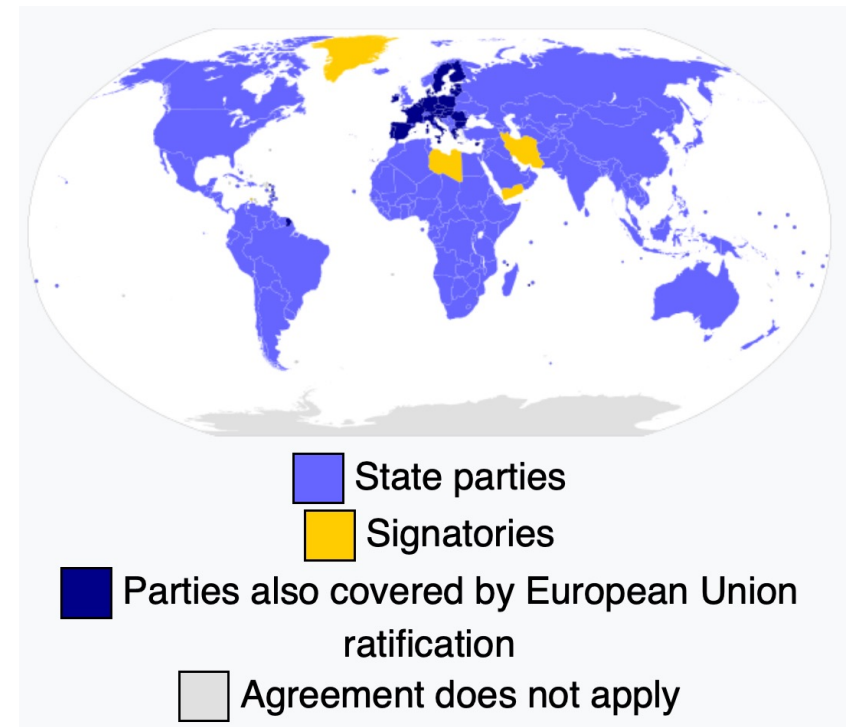 State parties
Signatories
Parties also covered by European Union
ratification
Agreement does not apply